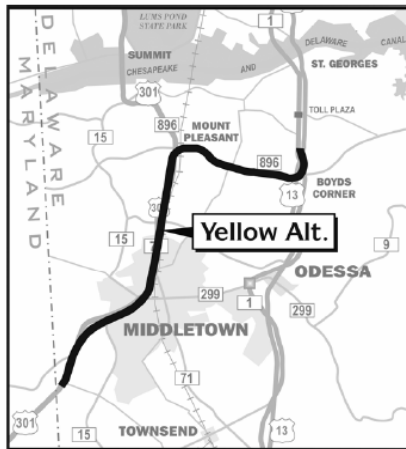 LUMS POND
STATE PARK
1
DELAWARE
MARYLAND
SUMMIT
CHESAPEAKE AND DELAWARE CANAL
ST. GEORGES
301
TOLL PLAZA
896
15
MOUNT
PLEASANT
896
13
BOYDS
CORNER
301
15
Yellow Alt.
9
ODESSA
299
1
299
MIDDLETOWN
71
301
15
TOWNSEND
13